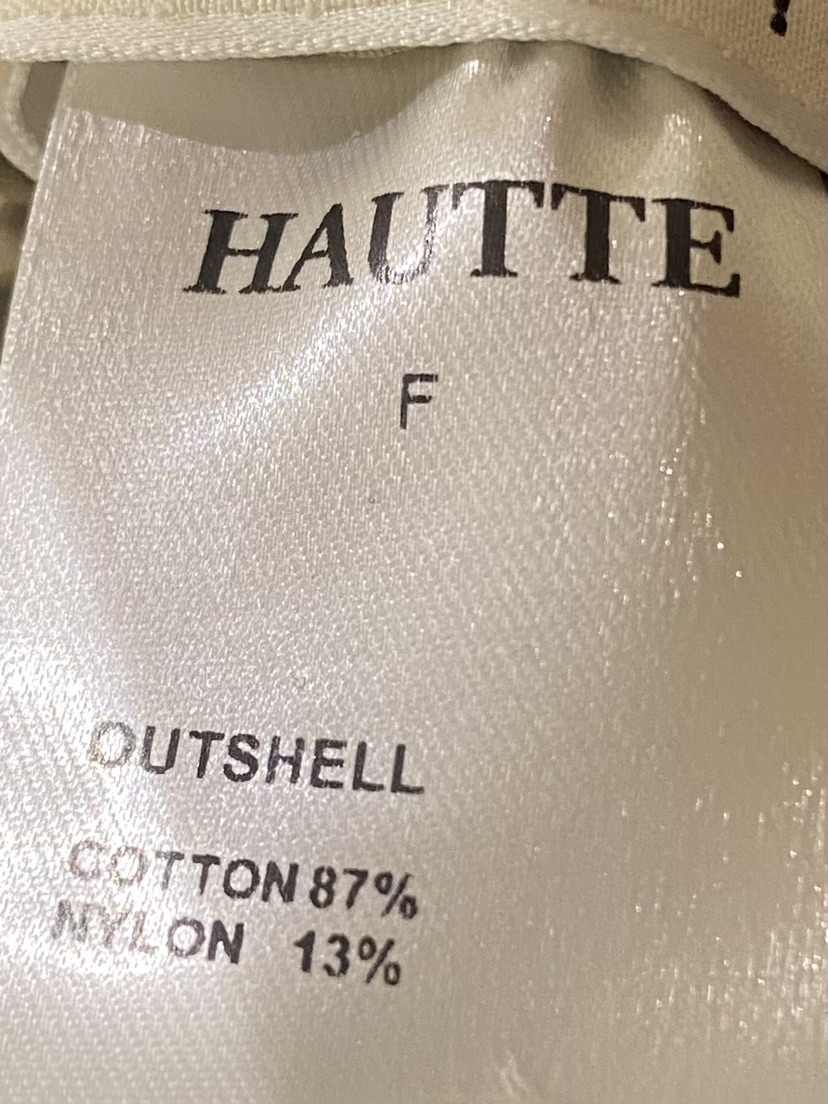 HAUTTE
F
OUTSHELL
COTTON 87%
NYLON 13%